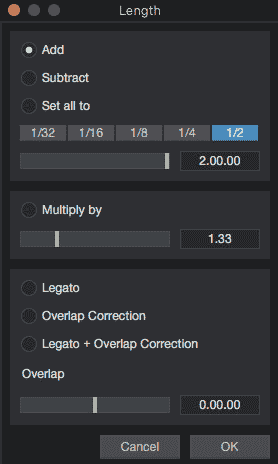 Length
Add
Subtract
Set all to
1/32 1/16 1/8 1/4 1/2
2.00.00
Multiply by
1.33
Legato
Overlap Correction
Legato + Overlap Correction
Overlap
0.00.00
Cancel OK